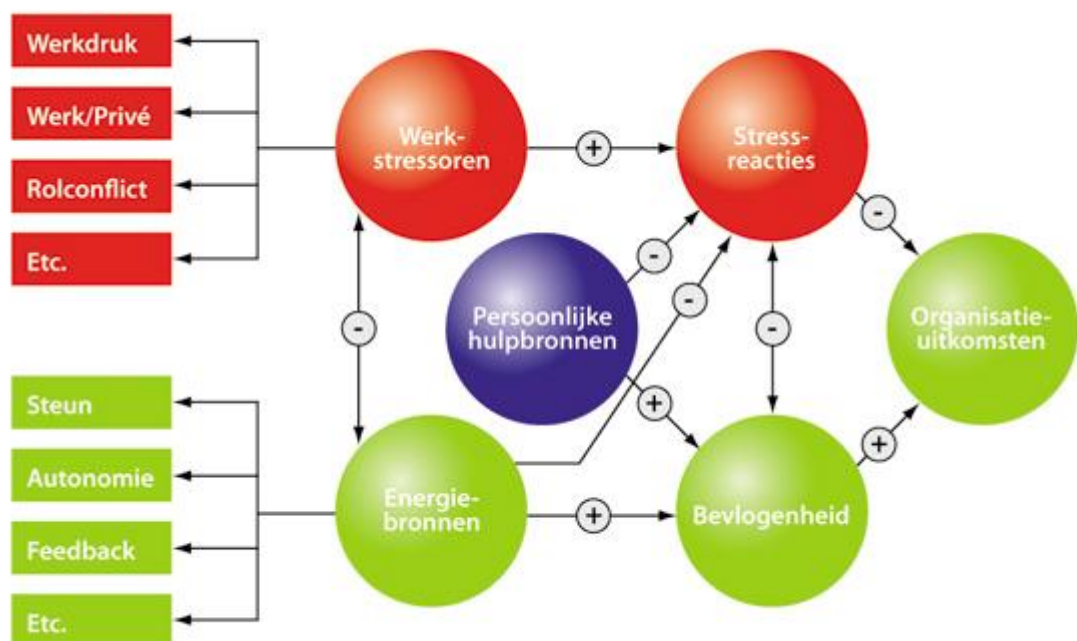 Werkdruk
Werk/Privé
Rolconflict
Etc.
Werk-
stressoren
+
Stress-
reacties
-
-
-
-
-
Persoonlijke
hulpbronnen
Organisatie-
uitkomsten
+
+
Steun
Autonomie
Feedback
Etc.
Energie-
bronnen
+
Bevlogenheid